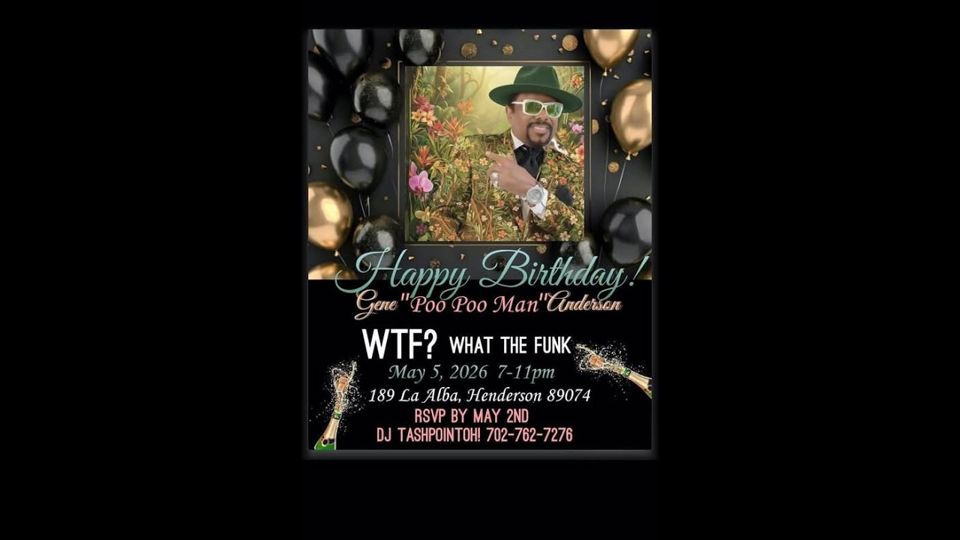 Happy Birthday!
Gene "Poo Poo Man" Anderson
WTF? WHAT THE FUNK
May 5, 2026 7-11pm
189 La Alba, Henderson 89074
RSVP BY MAY 2ND
DJ TASHPOINTOH! 702-762-7276